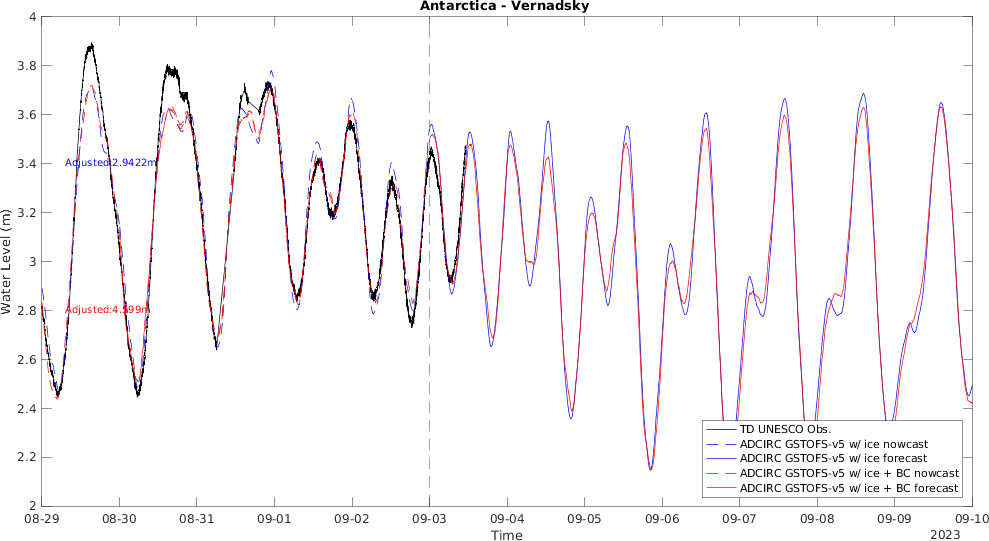 Antarctica - Vernadsky
4
3.8
3.6
3.4
3.2
3
2.8
2.6
2.4
2.2
2
Water Level (m)
Adjusted:2.9422m
Adjusted:4.599m
TD UNESCO Obs.
ADCIRC GSTOFS-v5 w/ ice nowcast
ADCIRC GSTOFS-v5 w/ ice forecast
ADCIRC GSTOFS-v5 w/ ice + BC nowcast
ADCIRC GSTOFS-v5 w/ ice + BC forecast
08-29 08-30 08-31 09-01 09-02 09-03 09-04 09-05 09-06 09-07 09-08 09-09 09-10
Time
2023